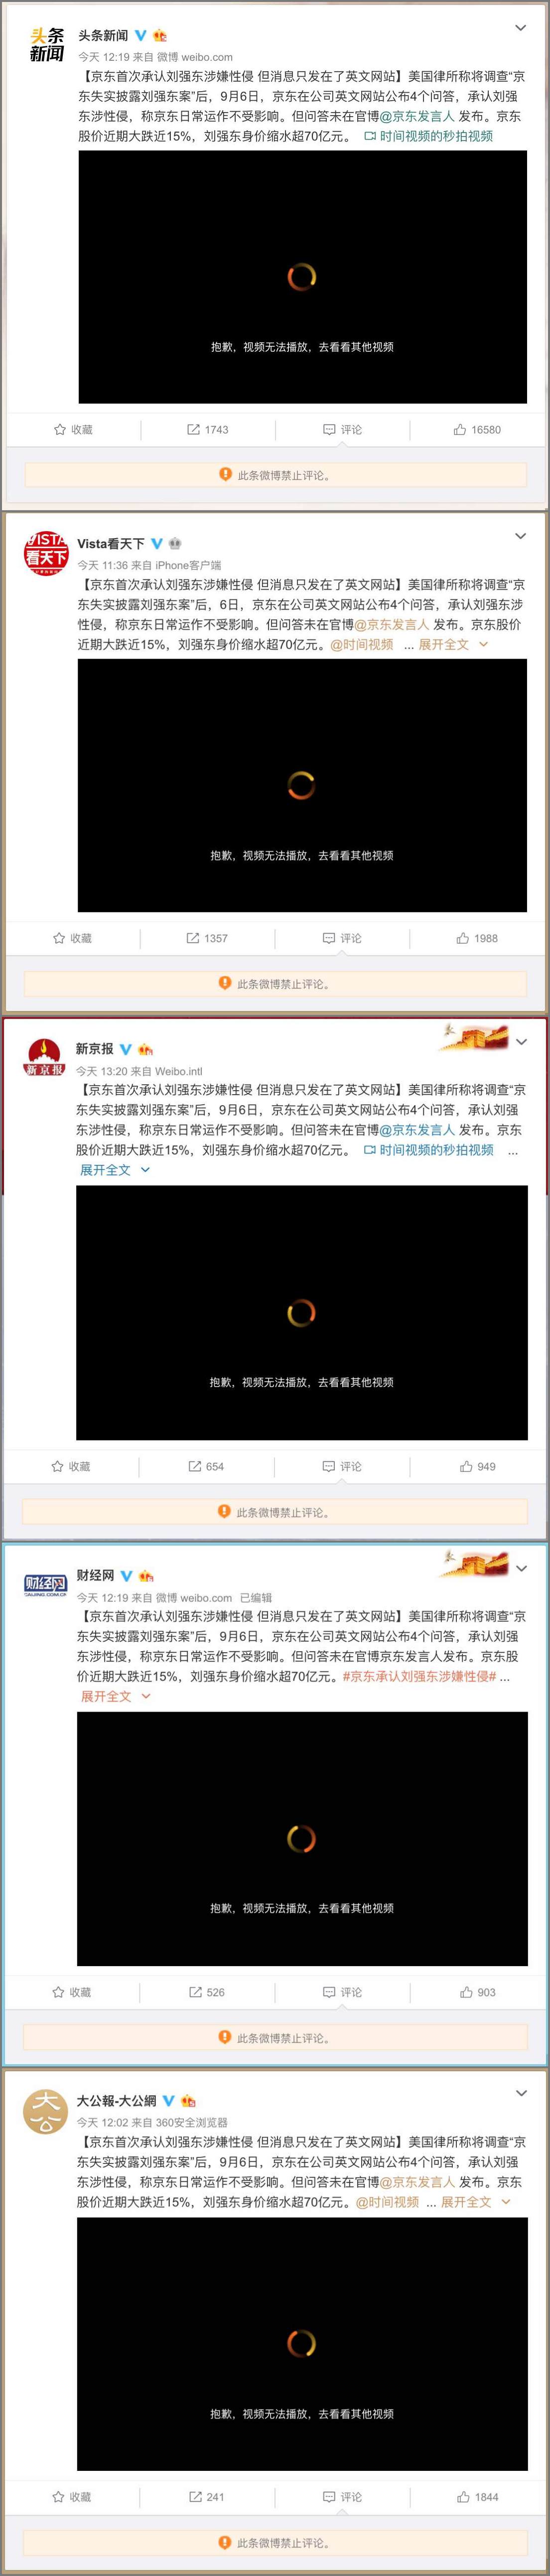 头条
新闻
头条新闻
今天 12:19 来自 微博 weibo.com
【京东首次承认刘强东涉嫌性侵 但消息只发在了英文网站】美国律所称将调查“京
东失实披露刘强东案”后，9月6日，京东在公司英文网站公布4个问答，承认刘强
东涉性侵，称京东日常运作不受影响。但问答未在官博@京东发言人 发布。京东
股价近期大跌近15%，刘强东身价缩水超70亿元。 时间视频的秒拍视频
抱歉，视频无法播放，去看看其他视频
收藏 1743 评论 16580
此条微博禁止评论。
VISTA
看天下
Vista看天下
今天 11:36 来自 iPhone客户端
【京东首次承认刘强东涉嫌性侵 但消息只发在了英文网站】美国律所称将调查“京
东失实披露刘强东案”后，6日，京东在公司英文网站公布4个问答，承认刘强东涉
性侵，称京东日常运作不受影响。但问答未在官博@京东发言人 发布。京东股价
近期大跌近15%，刘强东身价缩水超70亿元。@时间视频 ... 展开全文
抱歉，视频无法播放，去看看其他视频
收藏 1357 评论 1988
此条微博禁止评论。
新京报
新京报
今天 13:20 来自 Weibo.intl
【京东首次承认刘强东涉嫌性侵 但消息只发在了英文网站】美国律所称将调查“京
东失实披露刘强东案”后，9月6日，京东在公司英文网站公布4个问答，承认刘强
东涉性侵，称京东日常运作不受影响。但问答未在官博@京东发言人 发布。京东
股价近期大跌近15%，刘强东身价缩水超70亿元。 时间视频的秒拍视频 ...
展开全文
抱歉，视频无法播放，去看看其他视频
收藏 654 评论 949
此条微博禁止评论。
财经网
CAIJING.COM.CN
财经网
今天 12:19 来自 微博 weibo.com 已编辑
【京东首次承认刘强东涉嫌性侵 但消息只发在了英文网站】美国律所称将调查“京
东失实披露刘强东案”后，9月6日，京东在公司英文网站公布4个问答，承认刘强
东涉性侵，称京东日常运作不受影响。但问答未在官博京东发言人发布。京东股
价近期大跌近15%，刘强东身价缩水超70亿元。#京东承认刘强东涉嫌性侵# ...
展开全文
抱歉，视频无法播放，去看看其他视频
收藏 526 评论 903
此条微博禁止评论。
大公
大公報-大公網
今天 12:02 来自 360安全浏览器
【京东首次承认刘强东涉嫌性侵 但消息只发在了英文网站】美国律所称将调查“京
东失实披露刘强东案”后，9月6日，京东在公司英文网站公布4个问答，承认刘强
东涉性侵，称京东日常运作不受影响。但问答未在官博@京东发言人 发布。京东
股价近期大跌近15%，刘强东身价缩水超70亿元。@时间视频 ... 展开全文
抱歉，视频无法播放，去看看其他视频
收藏 241 评论 1844
此条微博禁止评论。